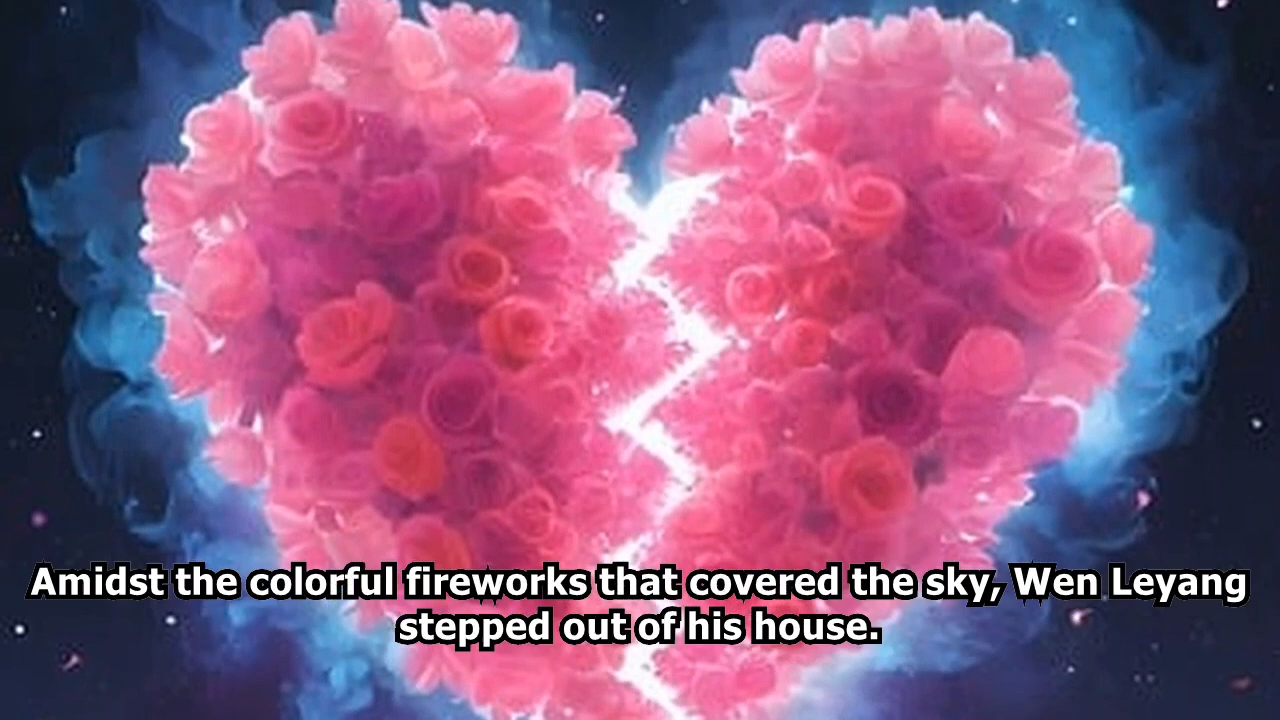 Amidst the colorful fireworks that covered the sky, Wen Leyang
stepped out of his house.